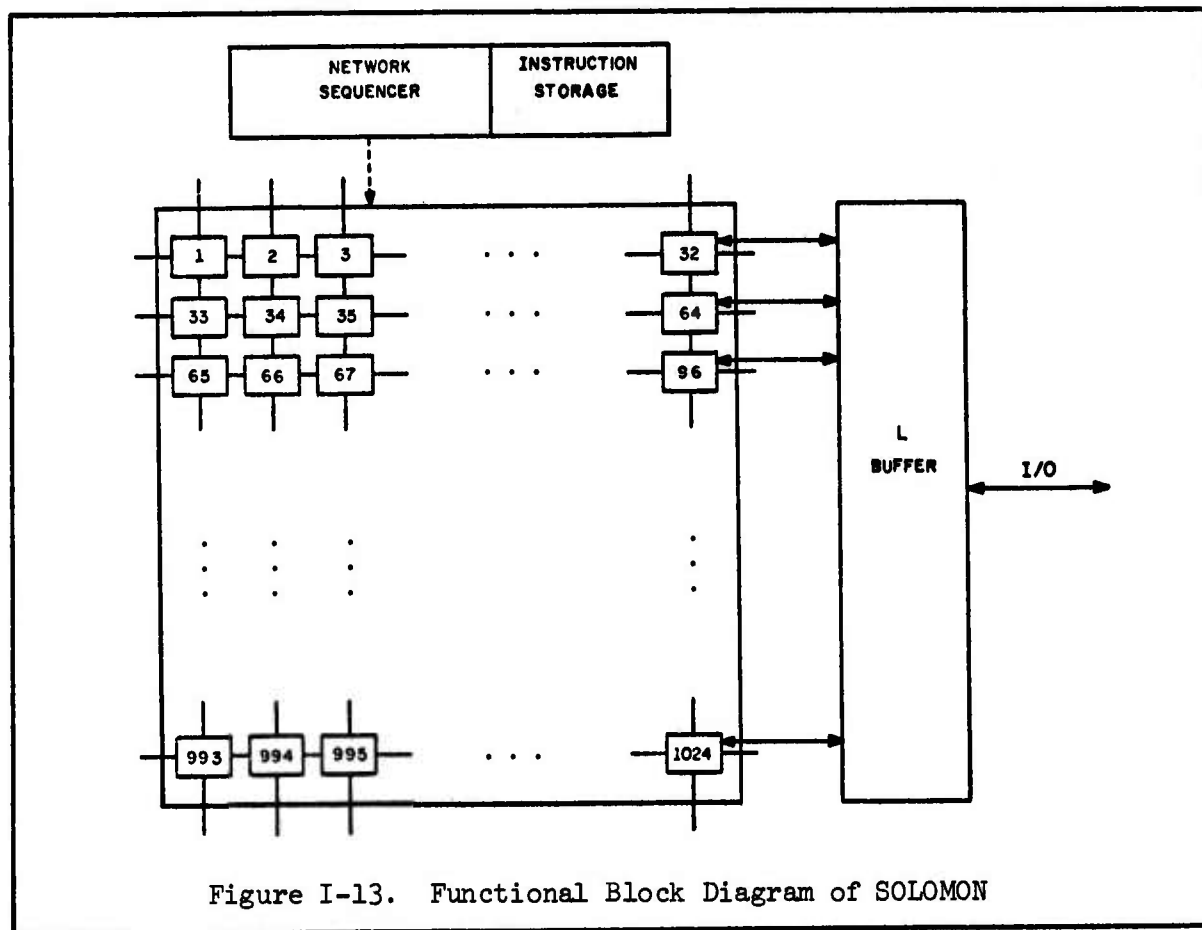 NETWORK SEQUENCER
INSTRUCTION STORAGE
1 2 3 . . . 32
33 34 35 . . . 64
65 66 67 . . . 96
L BUFFER
I/O
993 994 995 . . . 1024
Figure I-13. Functional Block Diagram of SOLOMON